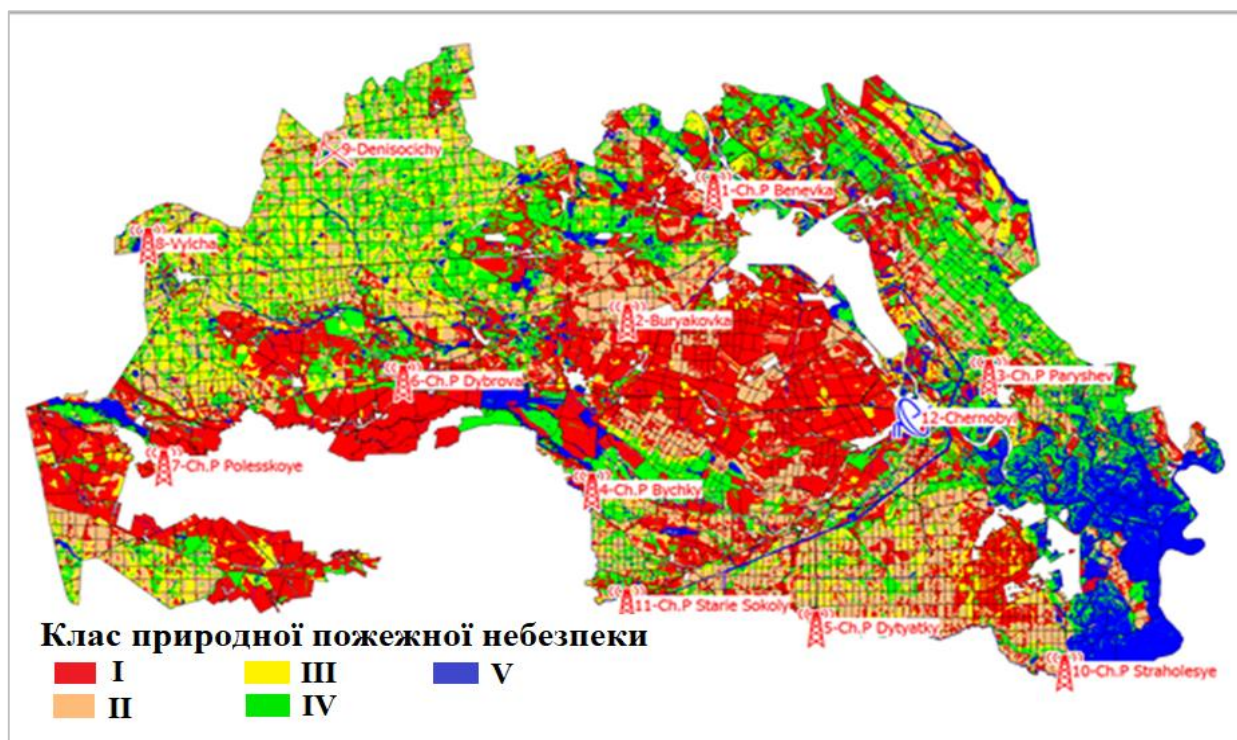 9-Denisocichy
1-Ch.P Benevka
8-Vylcha
2-Buryakovka
6-Ch.P Dybrova
3-Ch.P Paryshev
12-Chernobyl
7-Ch.P Polesskoye
4-Ch.P Bychky
11-Ch.P Starie Sokoly
5-Ch.P Dytyatky
10-Ch.P Straholesye
Клас природної пожежної небезпеки
I III V
II IV